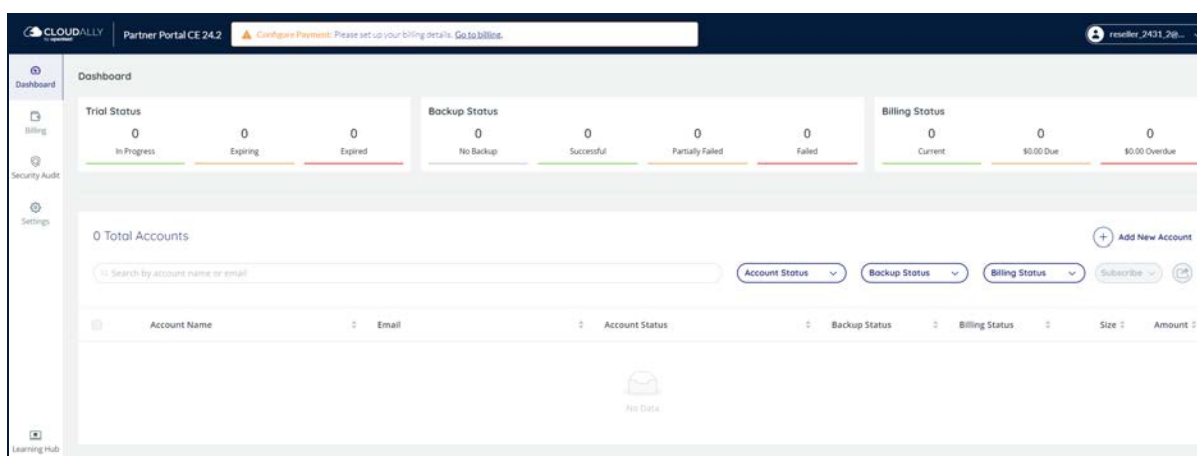 CLOUDALLY
by opentext
Partner Portal CE 24.2
Configure Payment: Please set up your billing details. Go to billing.
reseller_2431_2@...
Dashboard
Billing
Security Audit
Settings
Learning Hub
Dashboard
Trial Status
0 0 0
In Progress Expiring Expired
Backup Status
0 0 0 0
No Backup Successful Partially Failed Failed
Billing Status
0 0 0
Current $0.00 Due $0.00 Overdue
0 Total Accounts
Add New Account
Search by account name or email
Account Status Backup Status Billing Status Subscribe
Account Name Email Account Status Backup Status Billing Status Size Amount
No Data